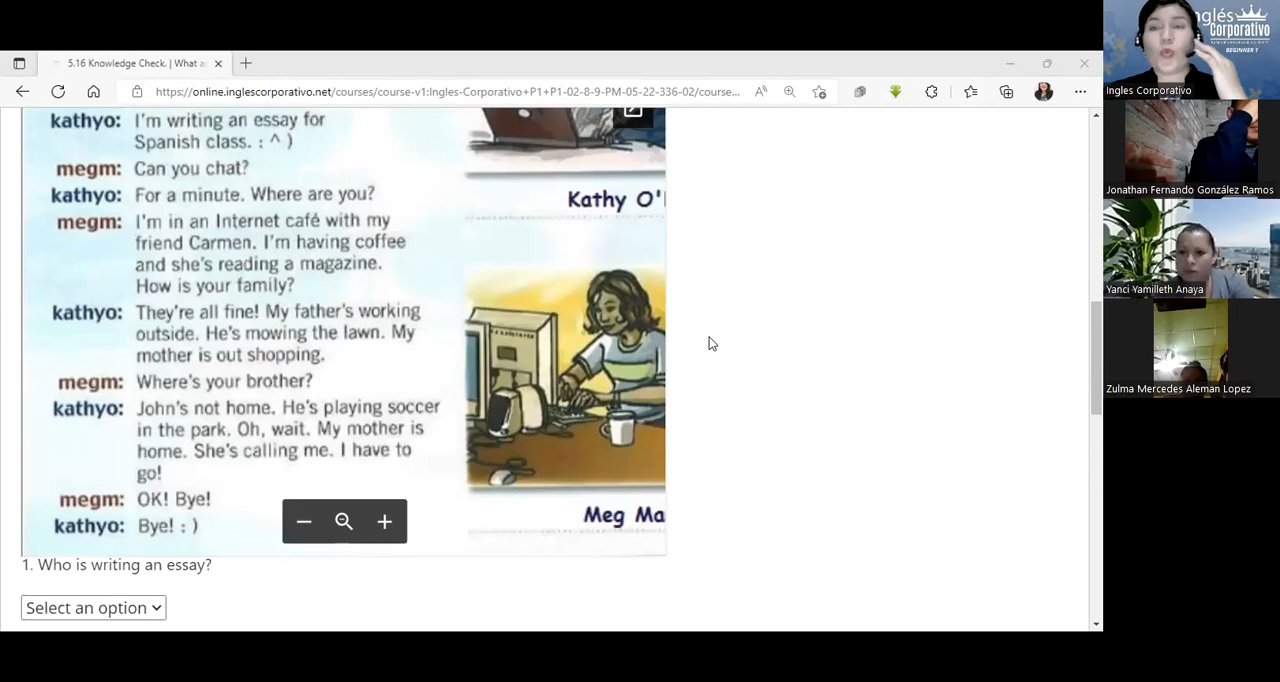 5.16 Knowledge Check. | What a
https://online.inglescorporativo.net/courses/course-v1:Ingles-Corporativo+P1+P1-02-8-9-PM-05-22-336-02/course...
kathyo: I'm writing an essay for
Spanish class. : ^ )
megm: Can you chat?
kathyo: For a minute. Where are you?
megm: I'm in an Internet café with my
friend Carmen. I'm having coffee
and she's reading a magazine.
How is your family?
kathyo: They're all fine! My father's working
outside. He's mowing the lawn. My
mother is out shopping.
megm: Where's your brother?
kathyo: John's not home. He's playing soccer
in the park. Oh, wait. My mother is
home. She's calling me. I have to
go!
megm: OK! Bye!
kathyo: Bye! : )
Kathy O'
Meg Ma
1. Who is writing an essay?
Select an option
nglés
Corporativo
BEGINNER 1
Ingles Corporativo
Jonathan Fernando González Ramos
Yanci Yamilleth Anaya
Zulma Mercedes Aleman Lopez